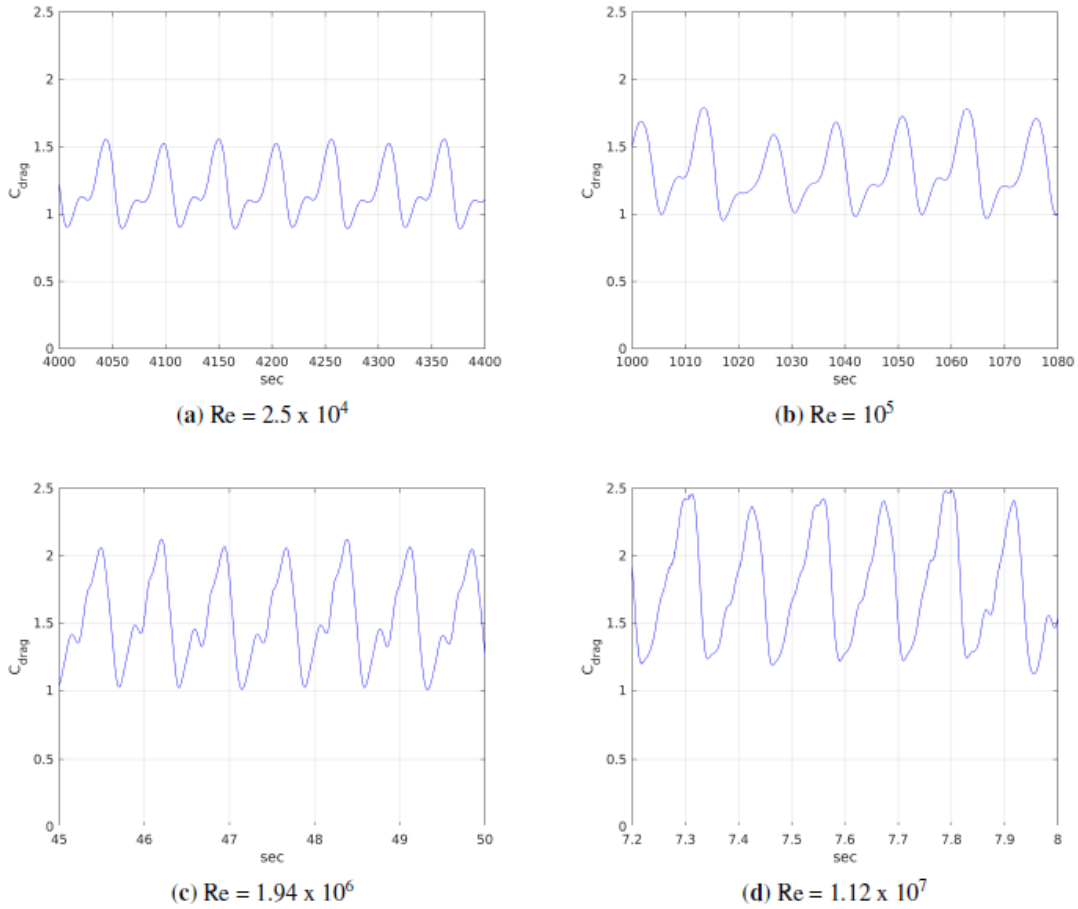 2.5
2
1.5
1
0.5
0
C_drag
4000 4050 4100 4150 4200 4250 4300 4350 4400
sec
(a) Re = 2.5 x 10^4
2.5
2
1.5
1
0.5
0
C_drag
1000 1010 1020 1030 1040 1050 1060 1070 1080
sec
(b) Re = 10^5
2.5
2
1.5
1
0.5
0
C_drag
45 46 47 48 49 50
sec
(c) Re = 1.94 x 10^6
2.5
2
1.5
1
0.5
0
C_drag
7.2 7.3 7.4 7.5 7.6 7.7 7.8 7.9 8
sec
(d) Re = 1.12 x 10^7